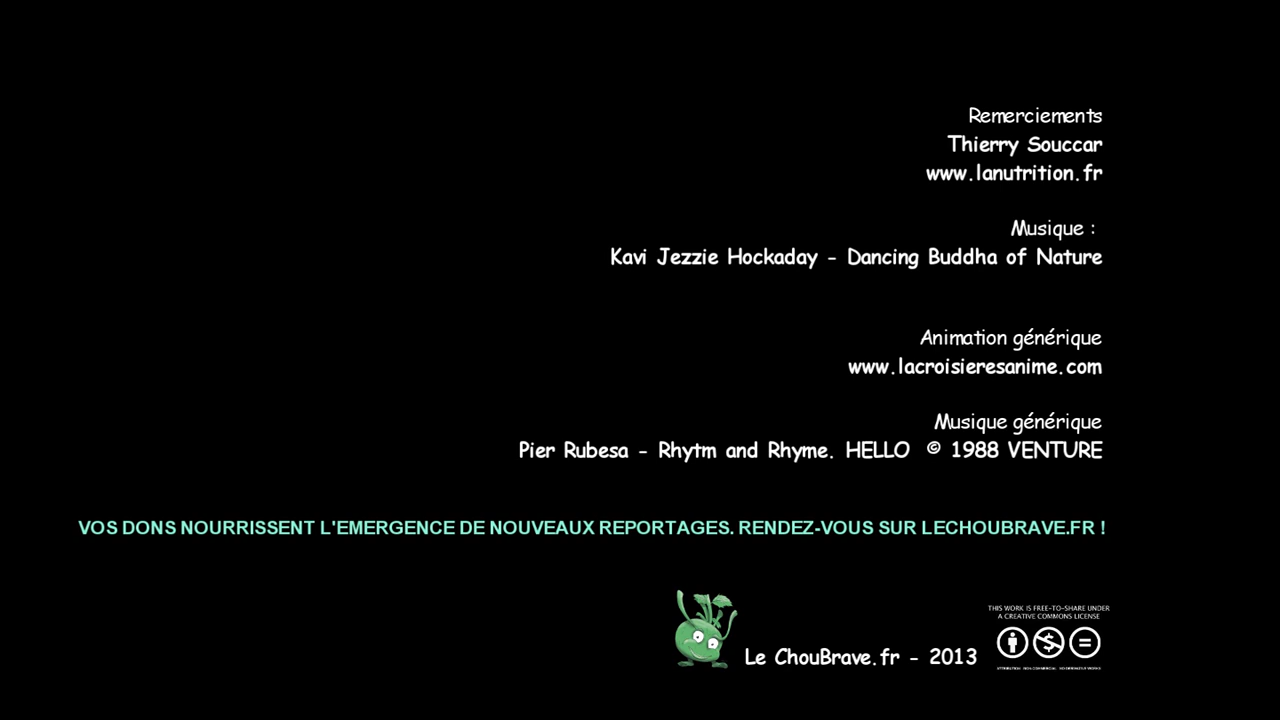 Remerciements
Thierry Souccar
www.lanutrition.fr
Musique :
Kavi Jezzie Hockaday - Dancing Buddha of Nature
Animation générique
www.lacroisieresanime.com
Musique générique
Pier Rubesa - Rhytm and Rhyme. HELLO © 1988 VENTURE
VOS DONS NOURRISSENT L'EMERGENCE DE NOUVEAUX REPORTAGES. RENDEZ-VOUS SUR LECHOUBRAVE.FR !
THIS WORK IS FREE-TO-SHARE UNDER
A CREATIVE COMMONS LICENSE
Le ChouBrave.fr - 2013